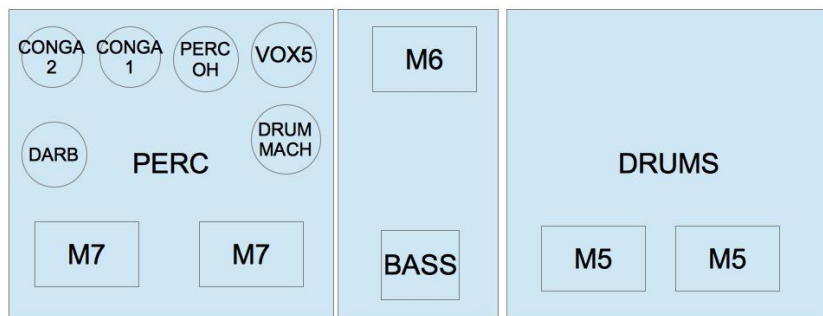 CONGA
2
CONGA
1
PERC
OH
VOX5
DARB
PERC
DRUM
MACH
M7
M7
M6
BASS
DRUMS
M5
M5